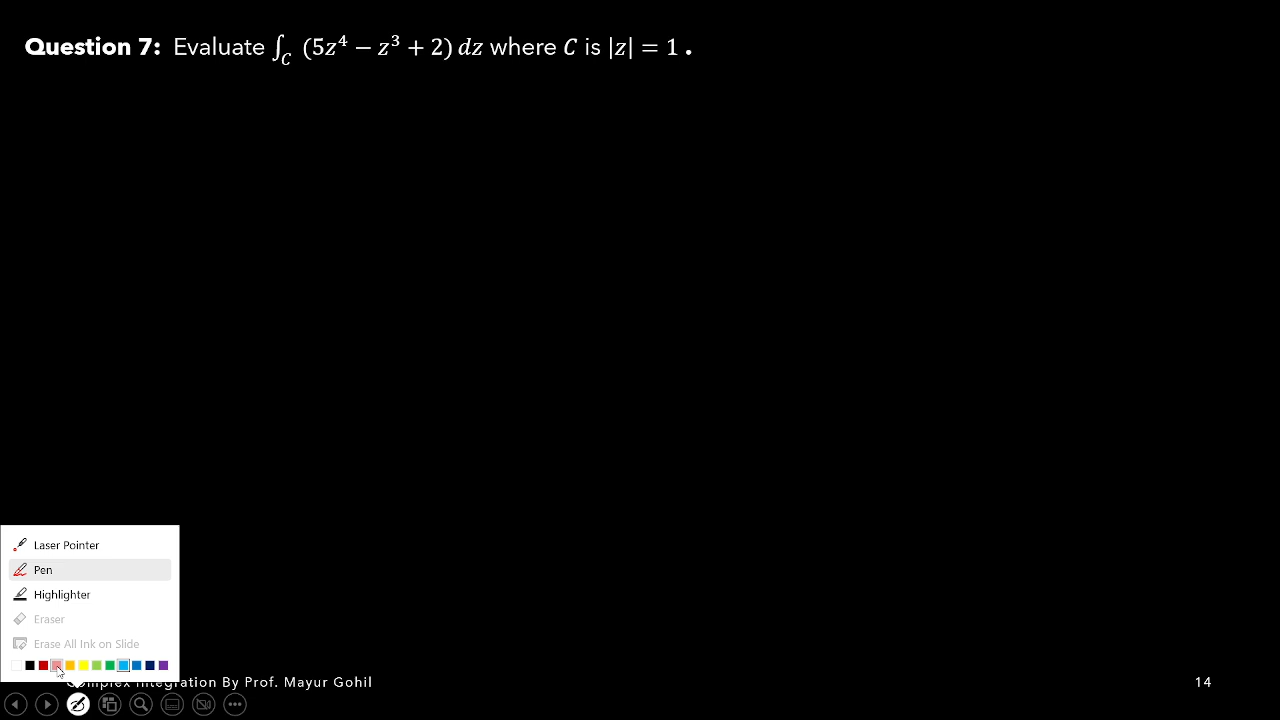 Question 7: Evaluate ∫_C (5z⁴ − z³ + 2) dz where C is |z| = 1 .
Laser Pointer
Pen
Highlighter
Eraser
Erase All Ink on Slide
Complex Integration By Prof. Mayur Gohil
14